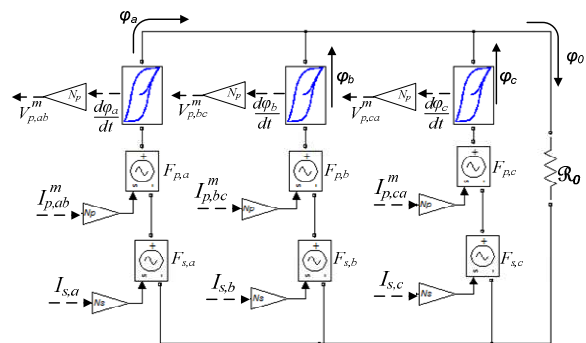 φa
φb
φc
φ0
Np
Np
Np
V^m_p,ab
dφa/dt
V^m_p,bc
dφb/dt
V^m_p,ca
dφc/dt
+
Fp,a
+
Fp,b
+
Fp,c
ℛ0
I^m_p,ab
Np
I^m_p,bc
Np
I^m_p,ca
Np
+
Fs,a
+
Fs,b
+
Fs,c
Is,a
Ns
Is,b
Ns
Is,c
Ns